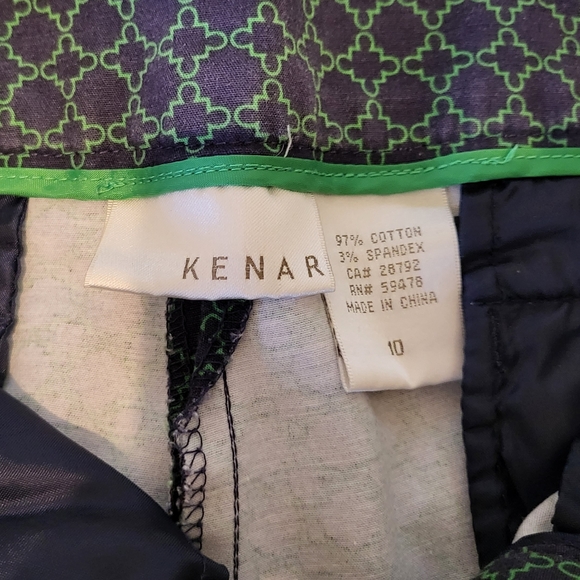 KENAR
97% COTTON
3% SPANDEX
CA# 28792
RN# 59478
MADE IN CHINA
10